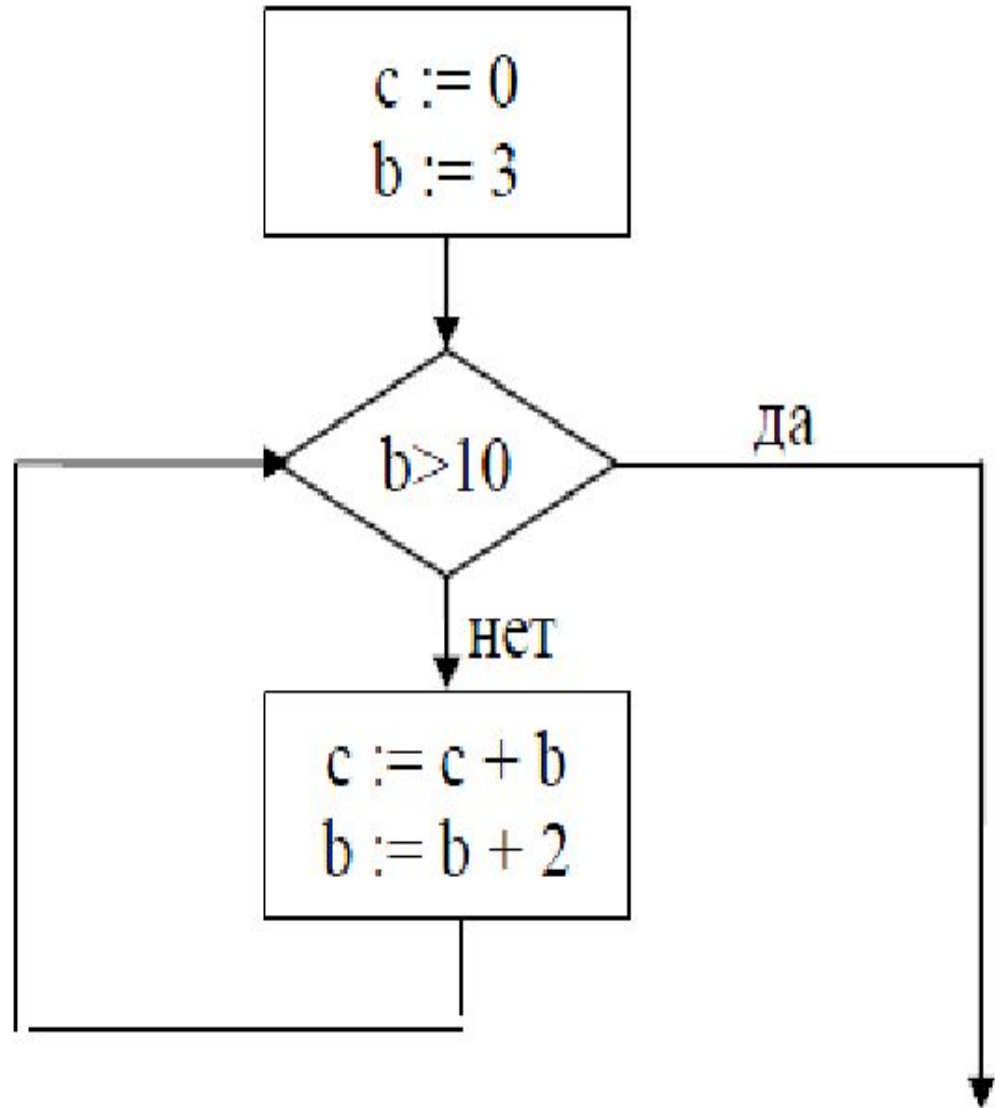 c := 0
b := 3
b>10
да
нет
c := c + b
b := b + 2